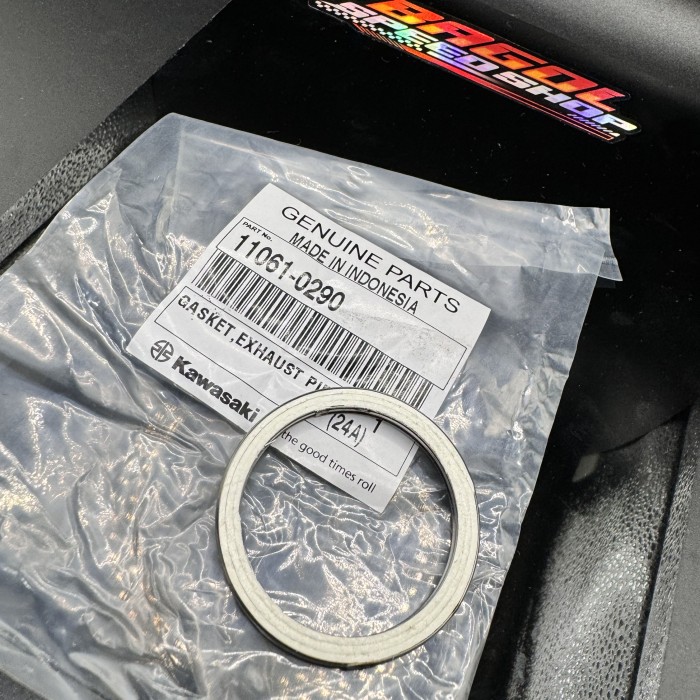 BAGOL
SPEED SHOP
GENUINE PARTS
MADE IN INDONESIA
PART No.
11061-0290
GASKET,EXHAUST
Kawasaki
1
(24A)
the good times roll